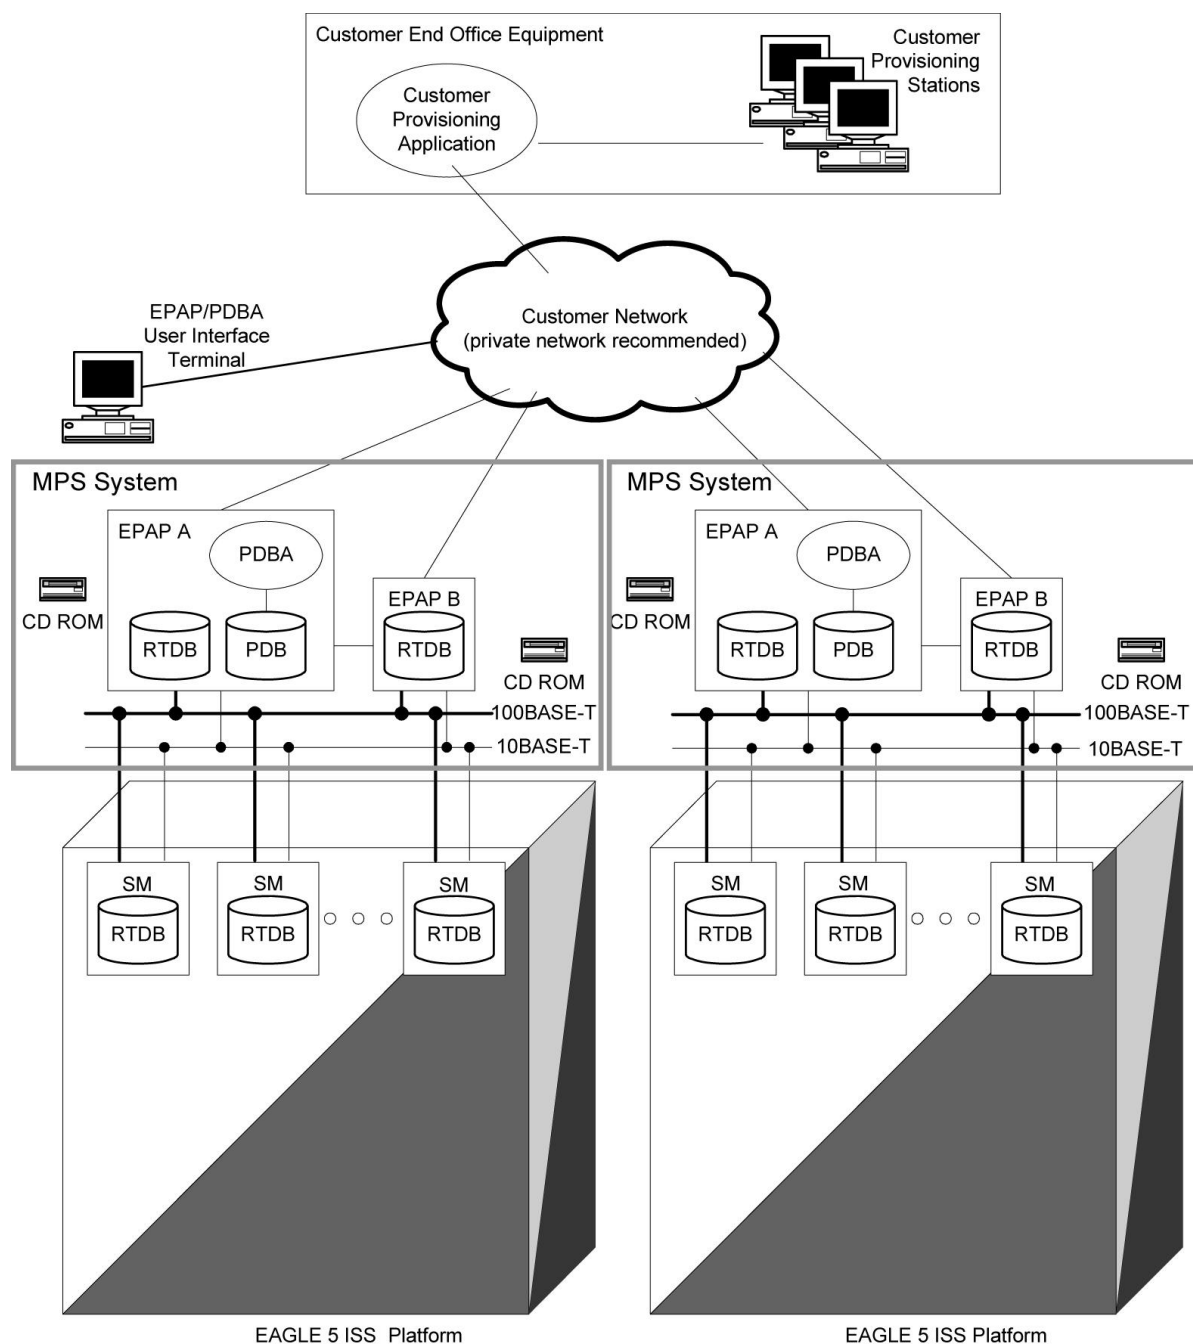 Customer End Office Equipment
Customer
Provisioning
Stations
Customer
Provisioning
Application
Customer Network
(private network recommended)
EPAP/PDBA
User Interface
Terminal
MPS System
EPAP A
PDBA
CD ROM
RTDB
PDB
EPAP B
RTDB
CD ROM
100BASE-T
10BASE-T
MPS System
EPAP A
PDBA
CD ROM
RTDB
PDB
EPAP B
RTDB
CD ROM
100BASE-T
10BASE-T
SM
RTDB
SM
RTDB
SM
RTDB
SM
RTDB
SM
RTDB
SM
RTDB
EAGLE 5 ISS Platform
EAGLE 5 ISS Platform